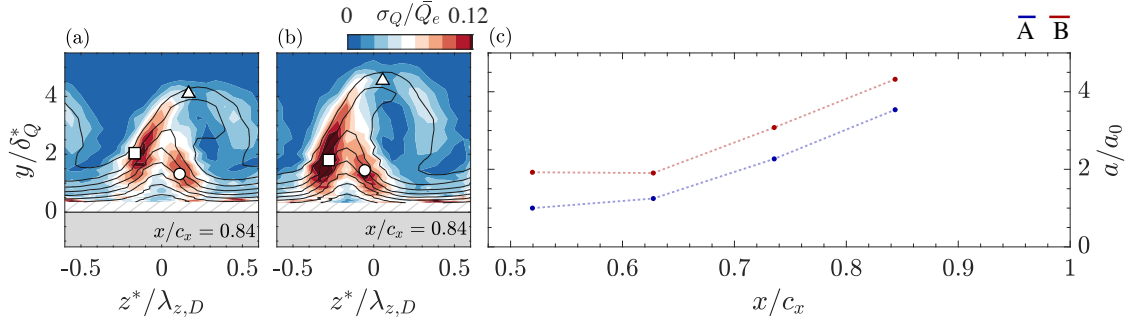 0 σ_Q/Q̄_e 0.12
A B
(a) (b) (c)
y/δ*_Q
4
2
0
x/c_x = 0.84
x/c_x = 0.84
-0.5 0 0.5
z*/λ_{z,D}
-0.5 0 0.5
z*/λ_{z,D}
4
2
0
a/a_0
0.5 0.6 0.7 0.8 0.9 1
x/c_x